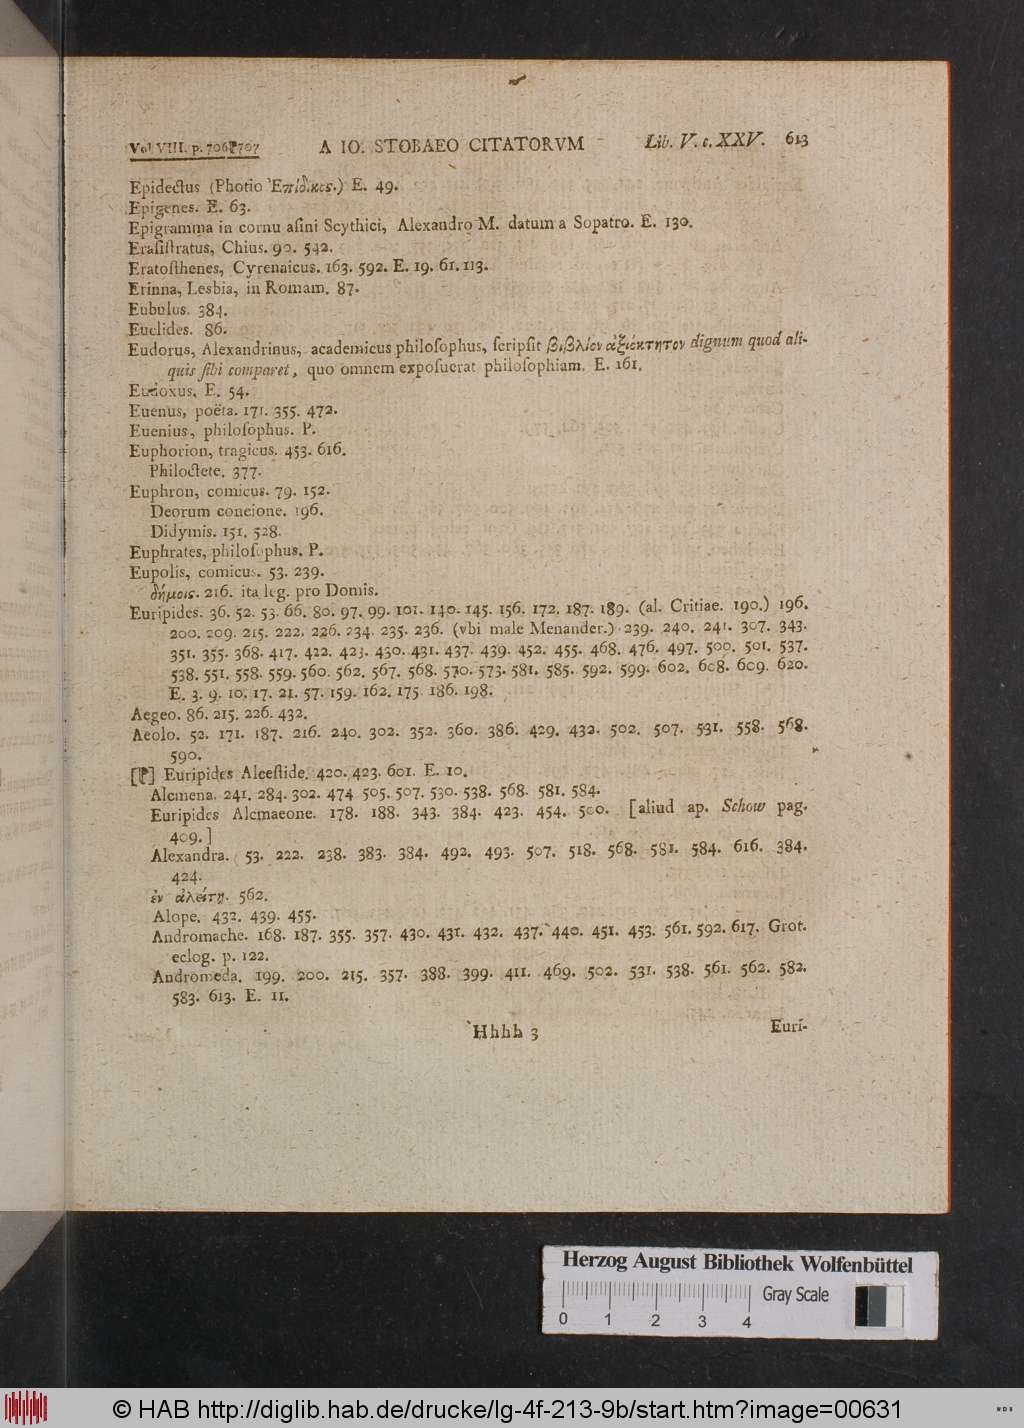 Vol VIII. p. 706 707 A IO. STOBAEO CITATORVM Lib. V. c. XXV. 613
Epidectus (Photio Ἐπίδικες.) E. 49.
Epigenes. E. 63.
Epigramma in cornu aſini Scythici, Alexandro M. datum a Sopatro. E. 130.
Eraſiſtratus, Chius. 90. 542.
Eratoſthenes, Cyrenaicus. 163. 592. E. 19. 61. 113.
Erinna, Lesbia, in Romam. 87.
Eubulus. 384.
Euclides. 86.
Eudorus, Alexandrinus, academicus philoſophus, ſcripſit βιβλίον ἀξιόκτητον dignum quod ali-
quis ſibi comparet, quo omnem expoſuerat philoſophiam. E. 161.
Eudoxus. E. 54.
Euenus, poëta. 171. 355. 472.
Euenius, philoſophus. P.
Euphorion, tragicus. 453. 616.
Philoctete. 377.
Euphron, comicus. 79. 152.
Deorum concione. 196.
Didymis. 151. 528.
Euphrates, philoſophus. P.
Eupolis, comicus. 53. 239.
δήμοις. 216. ita leg. pro Domis.
Euripides. 36. 52. 53. 66. 80. 97. 99. 101. 140. 145. 156. 172. 187. 189. (al. Critiae. 190.) 196.
200. 209. 215. 222. 226. 234. 235. 236. (vbi male Menander.) 239. 240. 241. 307. 343.
351. 355. 368. 417. 422. 423. 430. 431. 437. 439. 452. 455. 468. 476. 497. 500. 501. 537.
538. 551. 558. 559. 560. 562. 567. 568. 570. 573. 581. 585. 592. 599. 602. 608. 609. 620.
E. 3. 9. 10. 17. 21. 57. 159. 162. 175. 186. 198.
Aegeo. 86. 215. 226. 432.
Aeolo. 52. 171. 187. 216. 240. 302. 352. 360. 386. 429. 432. 502. 507. 531. 558. 568.
590.
[P] Euripides Alceſtide. 420. 423. 601. E. 10.
Alcmena. 241. 284. 302. 474. 505. 507. 530. 538. 568. 581. 584.
Euripides Alcmaeone. 178. 188. 343. 384. 423. 454. 500. [aliud ap. Schow pag.
409.]
Alexandra. 53. 222. 238. 383. 384. 492. 493. 507. 518. 568. 581. 584. 616. 384.
424.
ἐν ἀλείτῃ. 562.
Alope. 432. 439. 455.
Andromache. 168. 187. 355. 357. 430. 431. 432. 437. 440. 451. 453. 561. 592. 617. Grot.
eclog. p. 122.
Andromeda. 199. 200. 215. 357. 388. 399. 411. 469. 502. 531. 538. 561. 562. 582.
583. 613. E. 11.
Hhhh 3 Euri-
Herzog August Bibliothek Wolfenbüttel
Gray Scale
0 1 2 3 4
© HAB http://diglib.hab.de/drucke/lg-4f-213-9b/start.htm?image=00631